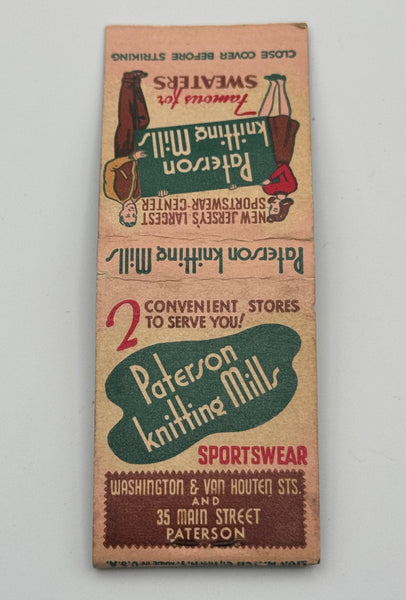 CLOSE COVER BEFORE STRIKING
Famous for
SWEATERS
Paterson
knitting Mills
NEW JERSEY'S LARGEST
SPORTSWEAR-CENTER
Paterson knitting Mills
2 CONVENIENT STORES
TO SERVE YOU!
Paterson
knitting Mills
SPORTSWEAR
WASHINGTON & VAN HOUTEN STS.
AND
35 MAIN STREET
PATERSON
U.S.A.